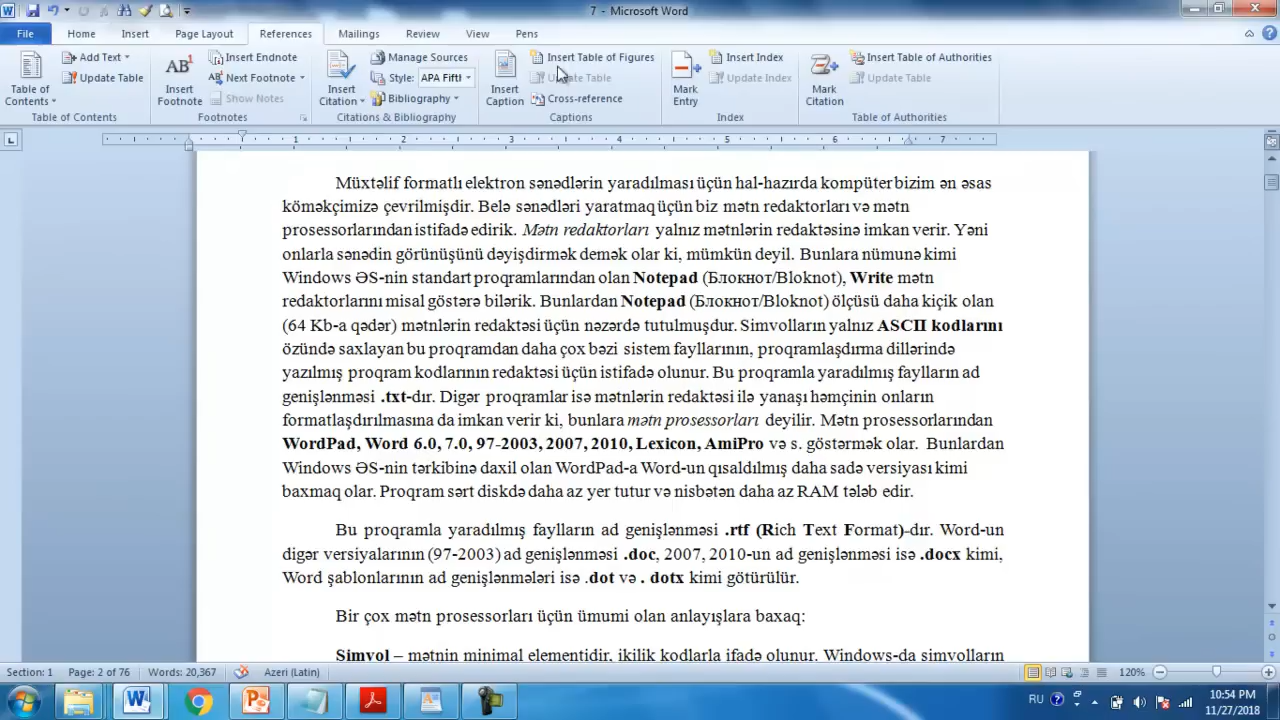 7 - Microsoft Word
File Home Insert Page Layout References Mailings Review View Pens
Table of Contents
Add Text
Update Table
Table of Contents
AB1
Insert Footnote
Insert Endnote
Next Footnote
Show Notes
Footnotes
Insert Citation
Manage Sources
Style: APA Fifth
Bibliography
Citations & Bibliography
Insert Caption
Insert Table of Figures
Update Table
Cross-reference
Captions
Mark Entry
Insert Index
Update Index
Index
Mark Citation
Insert Table of Authorities
Update Table
Table of Authorities
1 2 3 4 5 6 7
Müxtəlif formatlı elektron sənədlərin yaradılması üçün hal-hazırda kompüter bizim ən əsas
köməkçimizə çevrilmişdir. Belə sənədləri yaratmaq üçün biz mətn redaktorları və mətn
prosessorlarından istifadə edirik. Mətn redaktorları yalnız mətnlərin redaktəsinə imkan verir. Yəni
onlarla sənədin görünüşünü dəyişdirmək demək olar ki, mümkün deyil. Bunlara nümunə kimi
Windows ƏS-nin standart proqramlarından olan Notepad (Блокнот/Bloknot), Write mətn
redaktorlarını misal göstərə bilərik. Bunlardan Notepad (Блокнот/Bloknot) ölçüsü daha kiçik olan
(64 Kb-a qədər) mətnlərin redaktəsi üçün nəzərdə tutulmuşdur. Simvolların yalnız ASCII kodlarını
özündə saxlayan bu proqramdan daha çox bəzi sistem fayllarının, proqramlaşdırma dillərində
yazılmış proqram kodlarının redaktəsi üçün istifadə olunur. Bu proqramla yaradılmış faylların ad
genişlənməsi .txt-dır. Digər proqramlar isə mətnlərin redaktəsi ilə yanaşı həmçinin onların
formatlaşdırılmasına da imkan verir ki, bunlara mətn prosessorları deyilir. Mətn prosessorlarından
WordPad, Word 6.0, 7.0, 97-2003, 2007, 2010, Lexicon, AmiPro və s. göstərmək olar. Bunlardan
Windows ƏS-nin tərkibinə daxil olan WordPad-a Word-un qısaldılmış daha sadə versiyası kimi
baxmaq olar. Proqram sərt diskdə daha az yer tutur və nisbətən daha az RAM tələb edir.
Bu proqramla yaradılmış faylların ad genişlənməsi .rtf (Rich Text Format)-dır. Word-un
digər versiyalarının (97-2003) ad genişlənməsi .doc, 2007, 2010-un ad genişlənməsi isə .docx kimi,
Word şablonlarının ad genişlənmələri isə .dot və . dotx kimi götürülür.
Bir çox mətn prosessorları üçün ümumi olan anlayışlara baxaq:
Simvol – mətnin minimal elementidir, ikilik kodlarla ifadə olunur. Windows-da simvolların
Section: 1 Page: 2 of 76 Words: 20,367 Azeri (Latin) 120%
RU 10:54 PM
11/27/2018